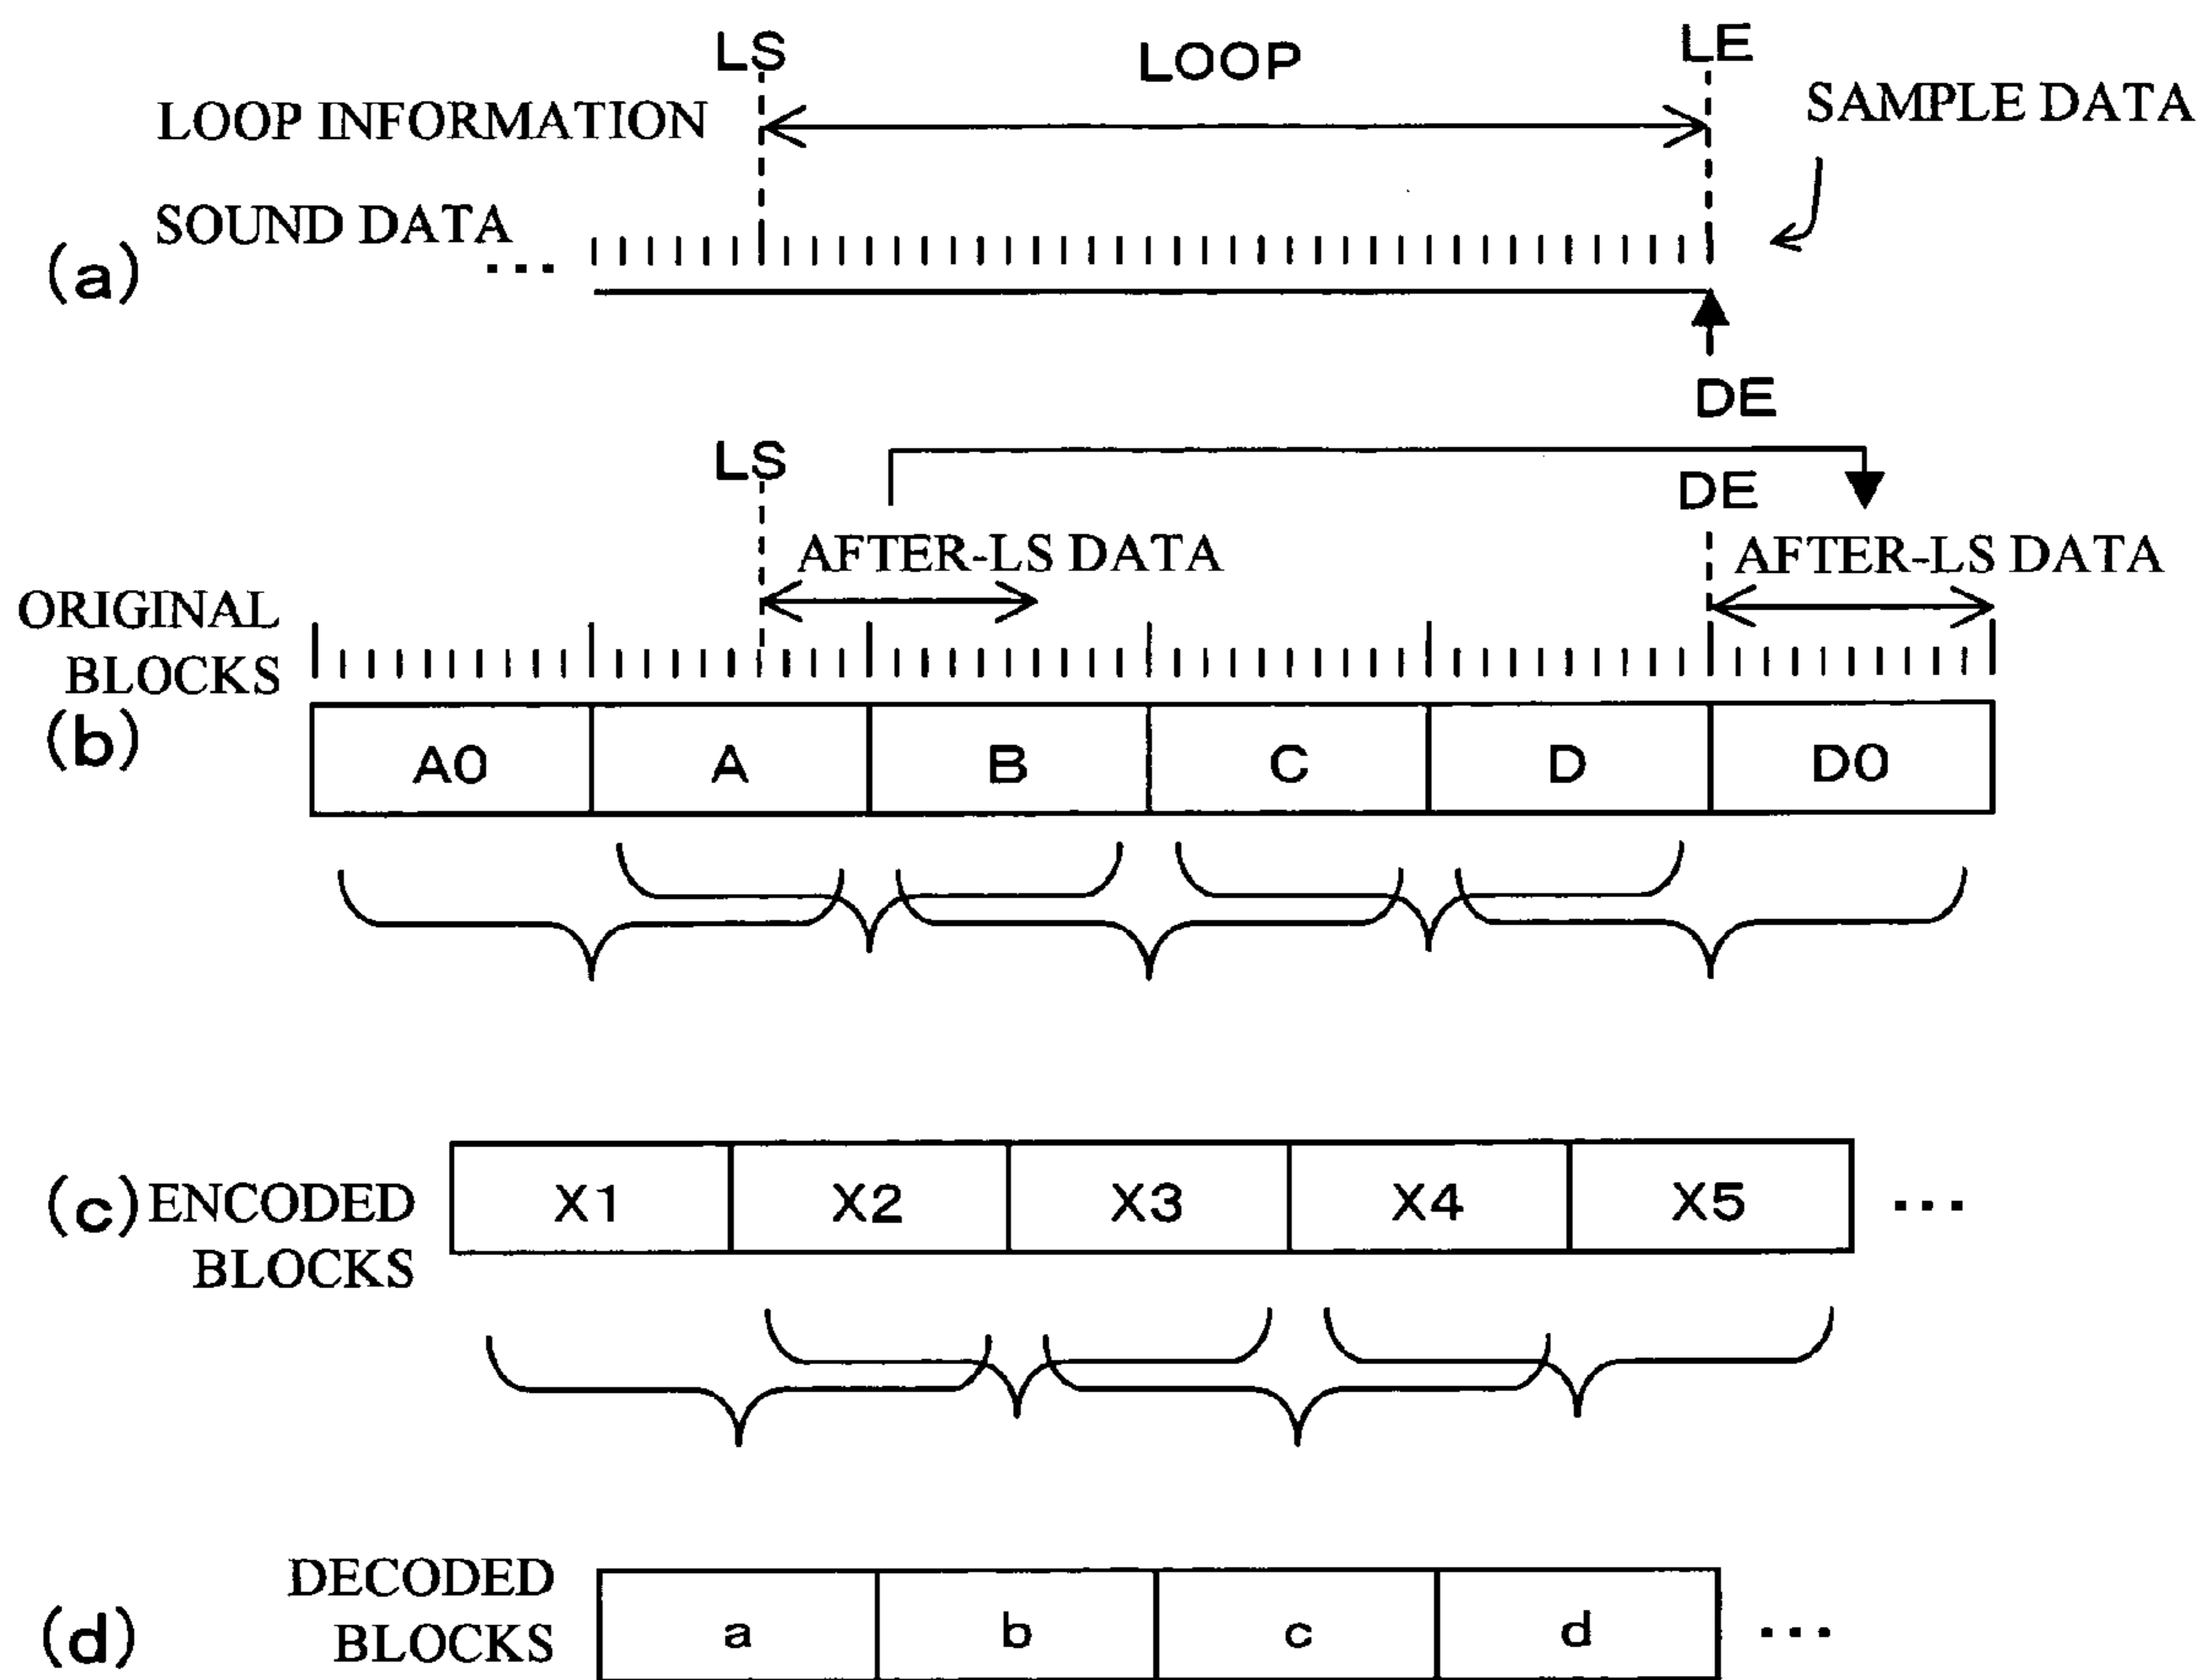 LS
LOOP
LE
LOOP INFORMATION
SAMPLE DATA
SOUND DATA
(a)
...
DE
LS
DE
AFTER-LS DATA
AFTER-LS DATA
ORIGINAL
BLOCKS
(b)
A0 A B C D D0
(c) ENCODED
BLOCKS
X1 X2 X3 X4 X5 ...
DECODED
BLOCKS
(d)
a b c d ...